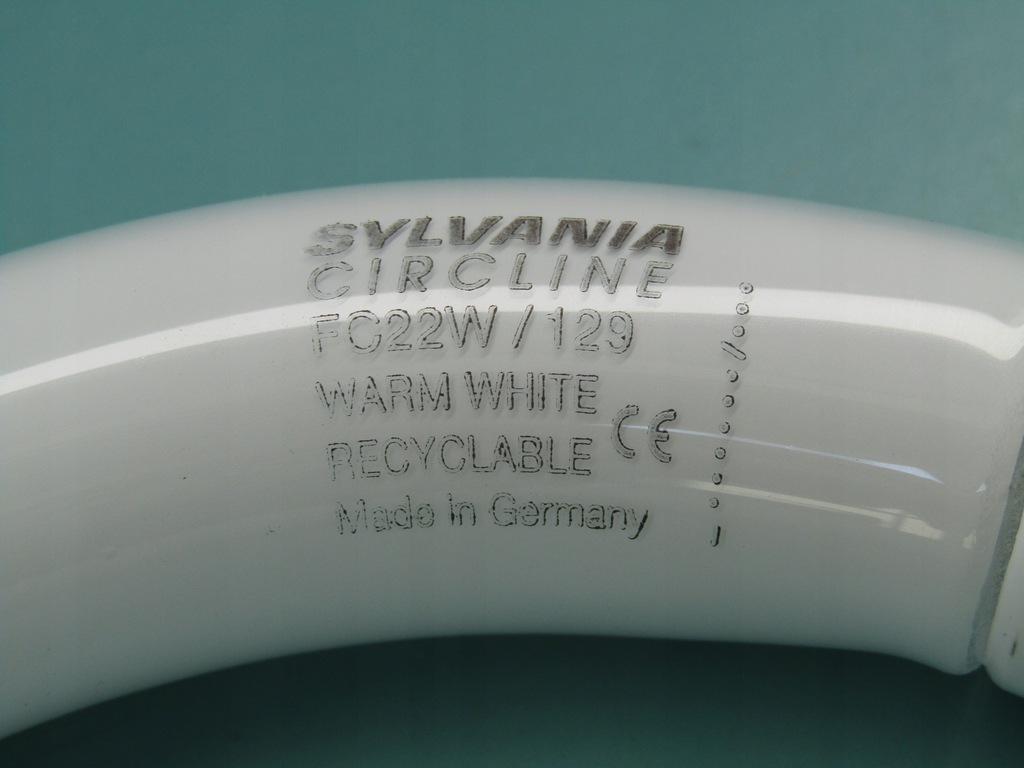 SYLVANIA
CIRCLINE
FC22W / 129
WARM WHITE
RECYCLABLE CE
Made in Germany